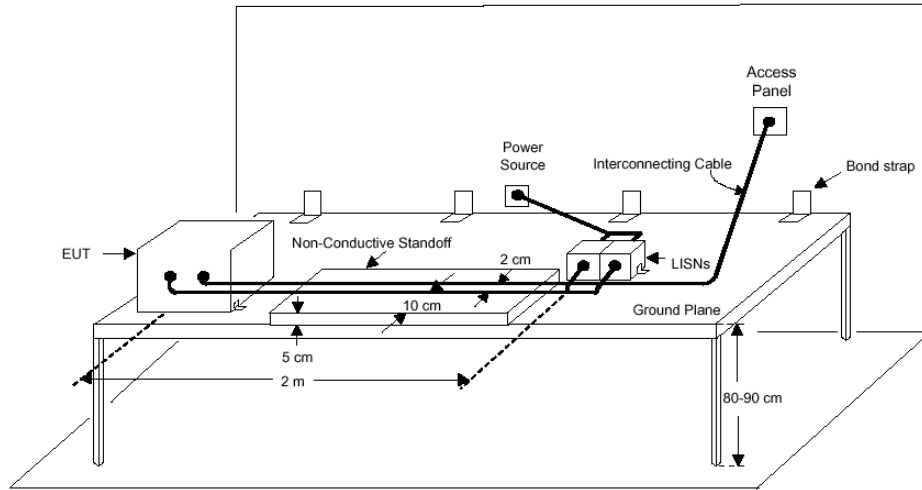 Access
Panel
Power
Source
Interconnecting Cable
Bond strap
EUT
Non-Conductive Standoff
2 cm
LISNs
10 cm
Ground Plane
5 cm
2 m
80-90 cm